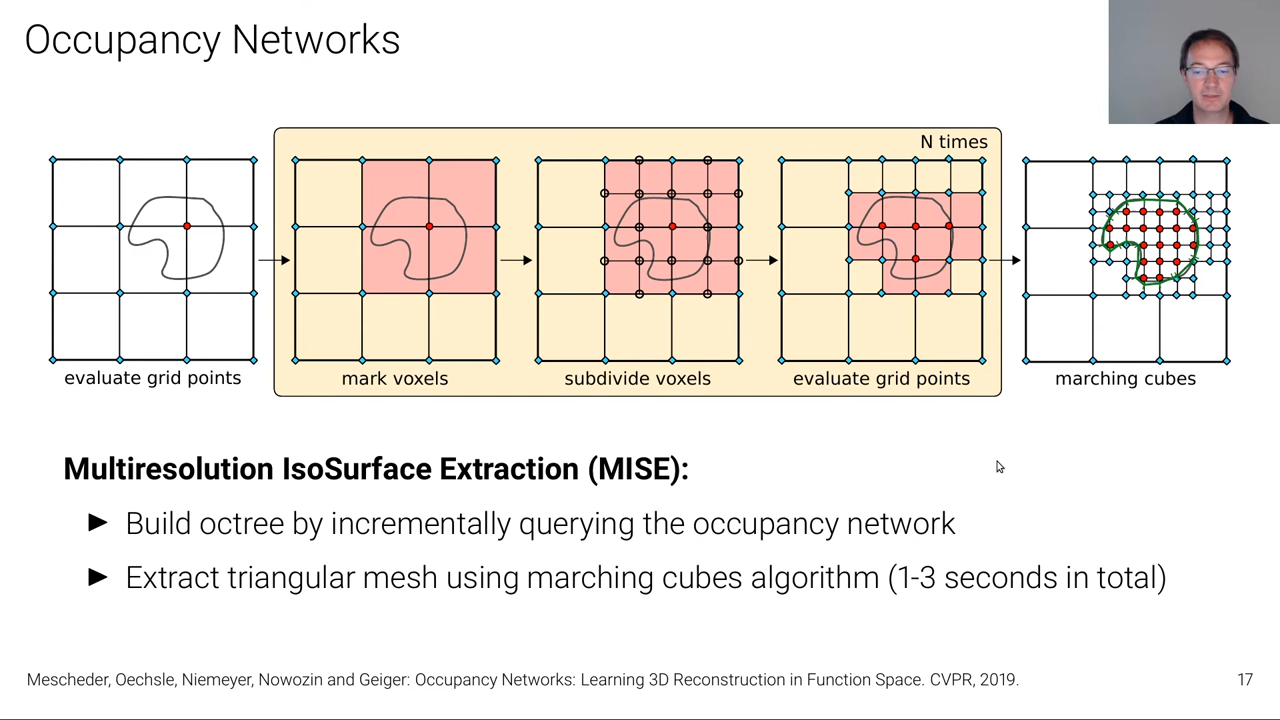 Occupancy Networks
N times
evaluate grid points
mark voxels
subdivide voxels
evaluate grid points
marching cubes
Multiresolution IsoSurface Extraction (MISE):
► Build octree by incrementally querying the occupancy network
► Extract triangular mesh using marching cubes algorithm (1-3 seconds in total)
Mescheder, Oechsle, Niemeyer, Nowozin and Geiger: Occupancy Networks: Learning 3D Reconstruction in Function Space. CVPR, 2019.
17